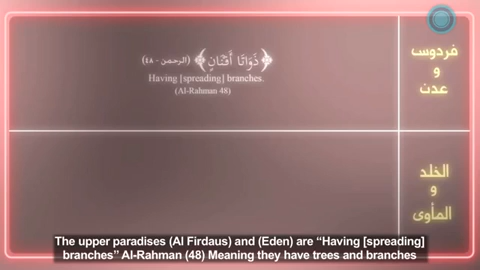 ﴿ذَوَاتَا أَفْنَانٍ﴾ (الرحمن - ٤٨)
Having [spreading] branches.
(Al-Rahman 48)
فردوس
و
عدت
الخلد
و
المأوى
The upper paradises (Al Firdaus) and (Eden) are “Having [spreading]
branches” Al-Rahman (48) Meaning they have trees and branches